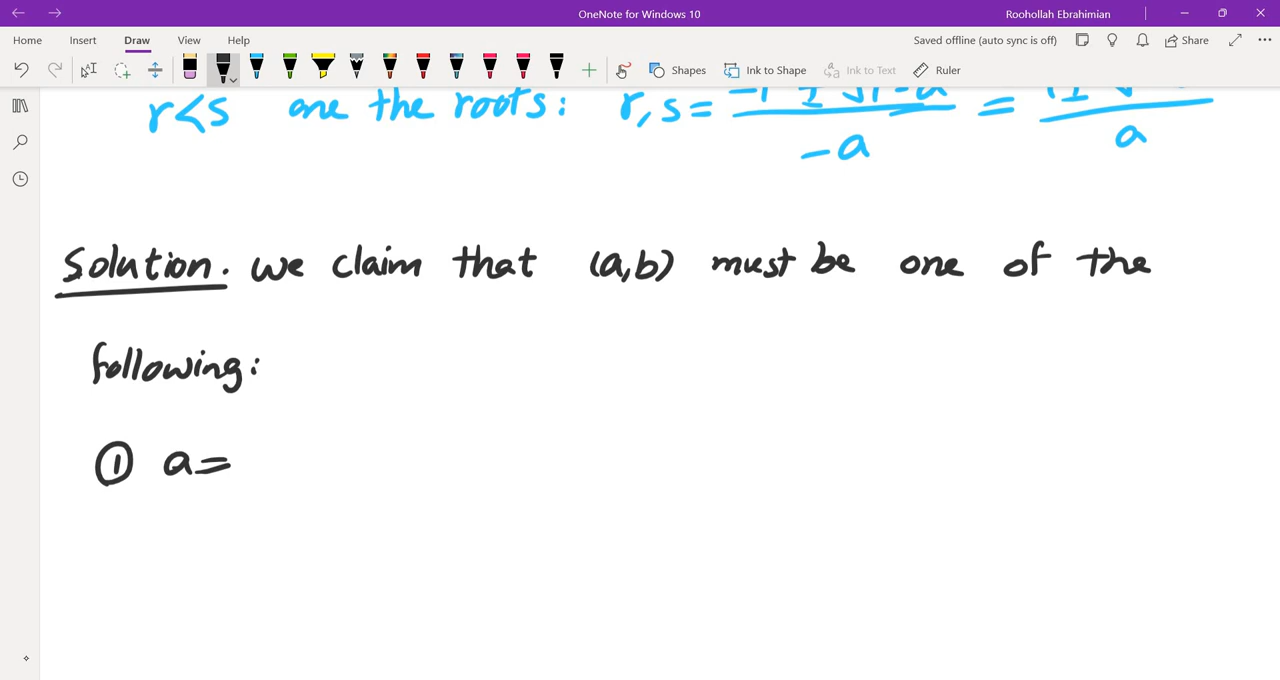 OneNote for Windows 10
Roohollah Ebrahimian
Home Insert Draw View Help
Saved offline (auto sync is off)
Share
Shapes Ink to Shape Ink to Text Ruler
r<s are the roots: r,s = = 
-a a
Solution. We claim that (a,b) must be one of the
following:
① a=